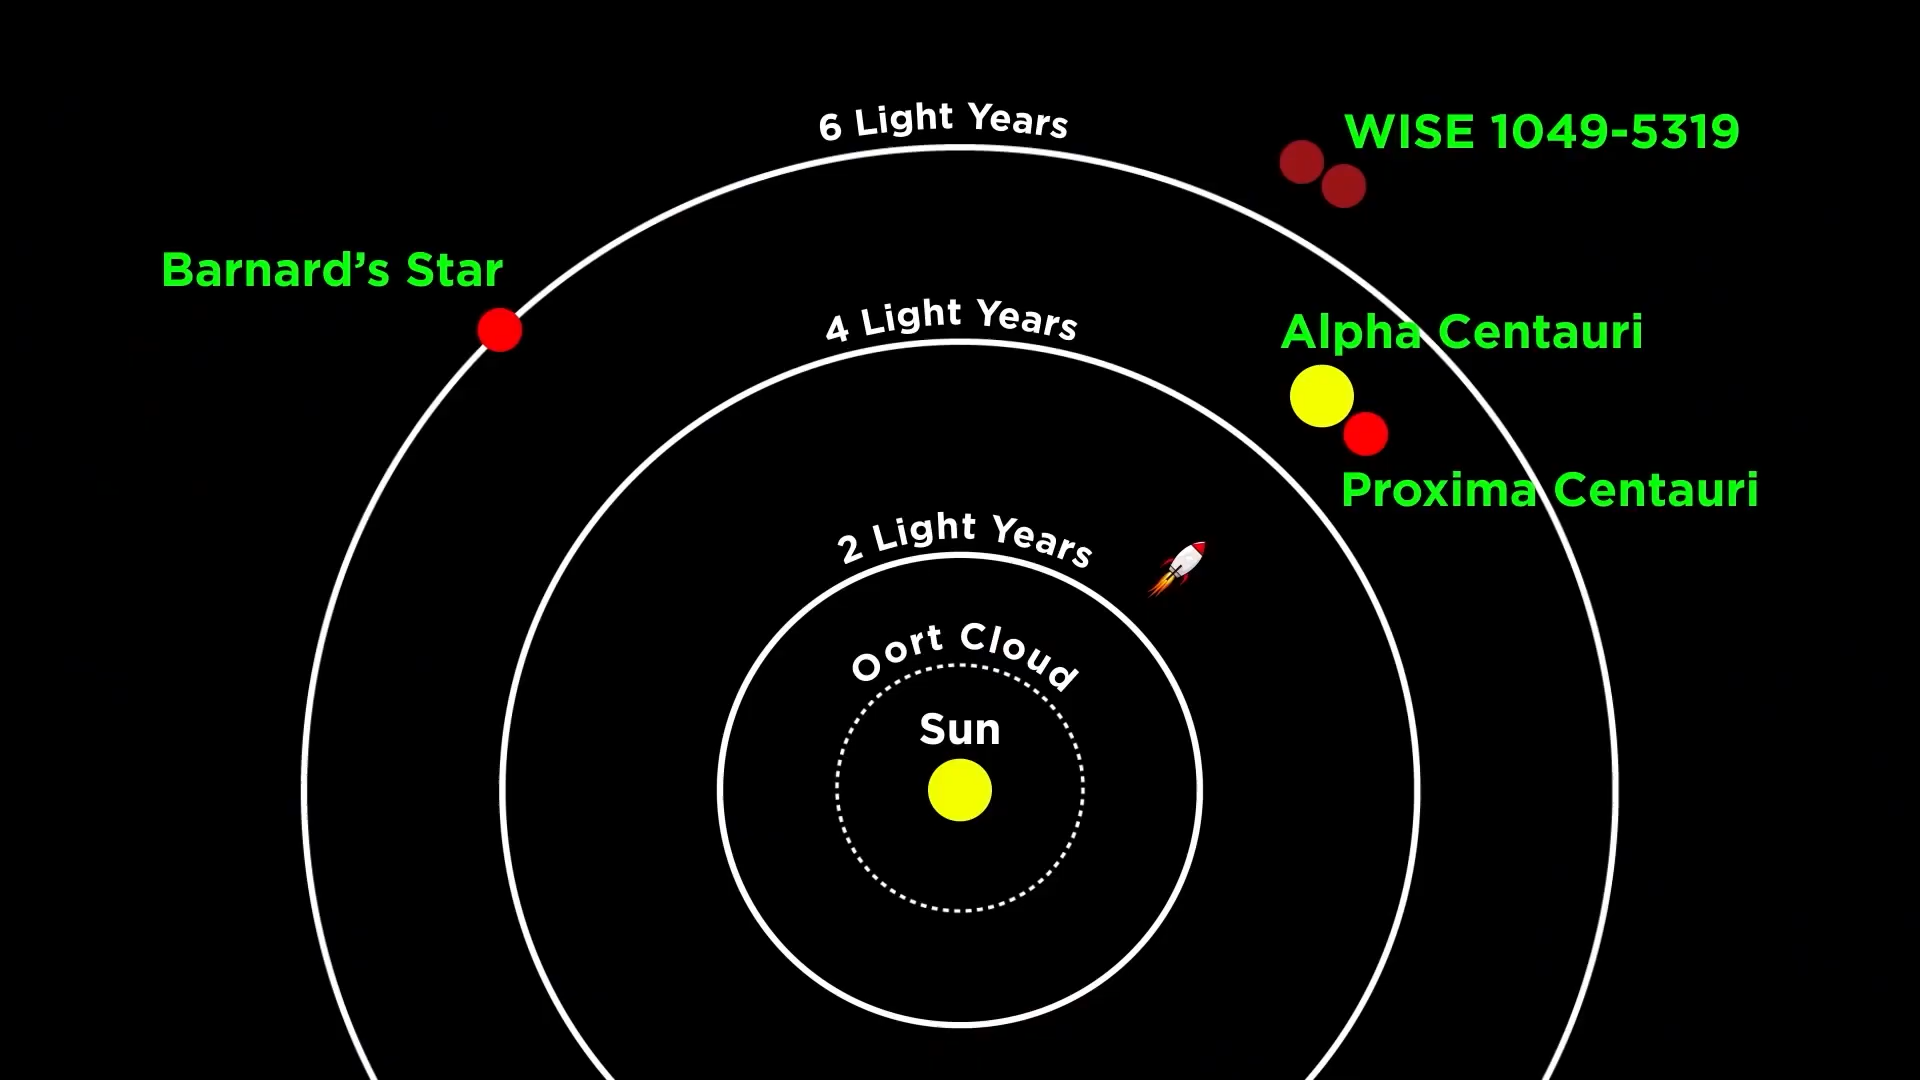 6 Light Years
WISE 1049-5319
Barnard’s Star
4 Light Years
Alpha Centauri
Proxima Centauri
2 Light Years
Oort Cloud
Sun